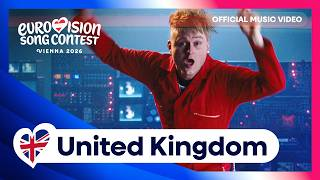 EUROVISION
SONG CONTEST
VIENNA 2026
OFFICIAL MUSIC VIDEO
United Kingdom